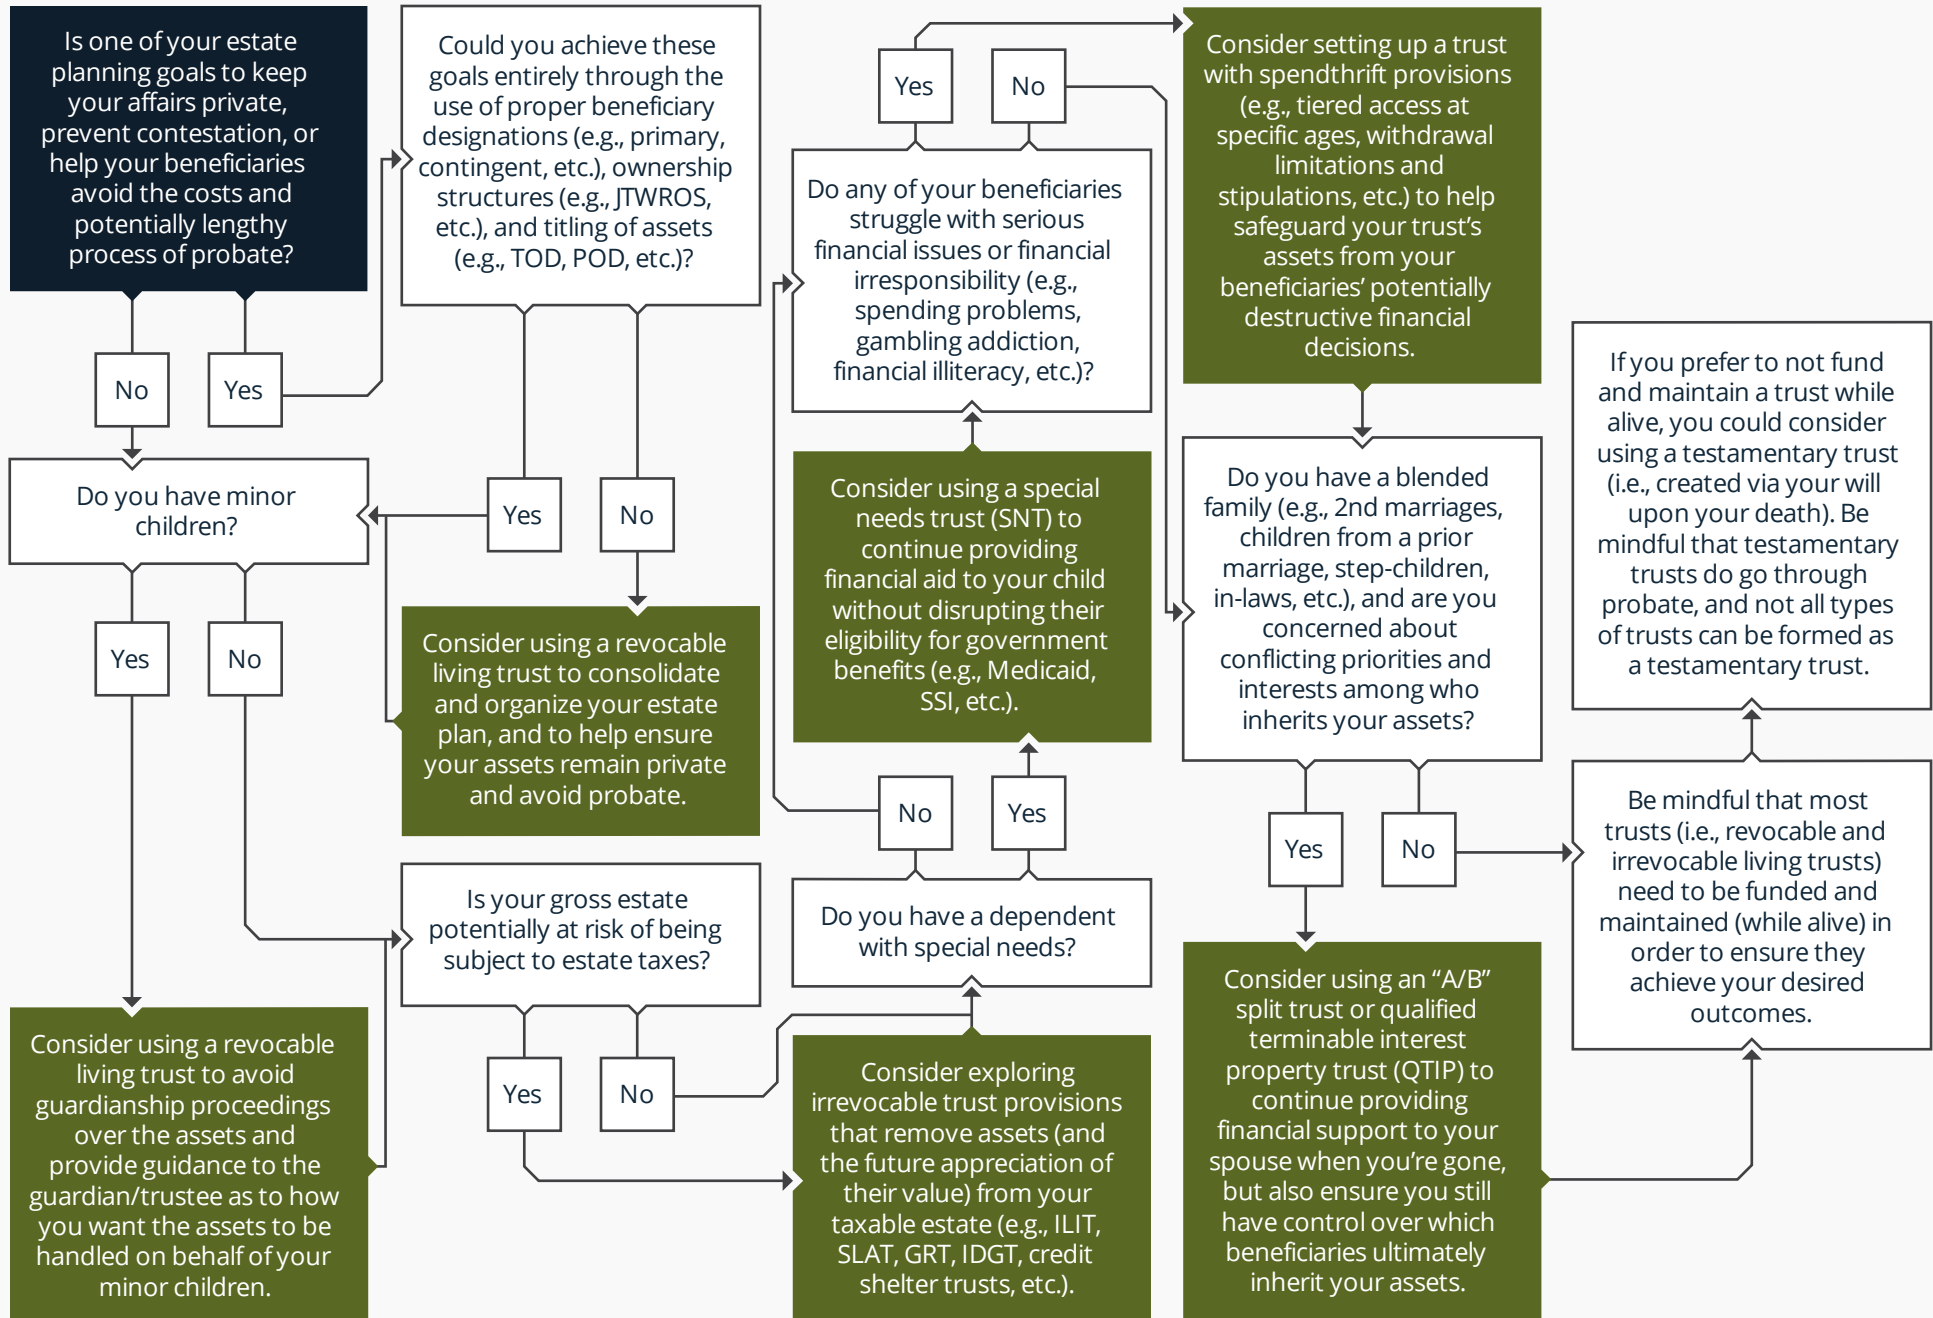 Is one of your estate
planning goals to keep
your affairs private,
prevent contestation, or
help your beneficiaries
avoid the costs and
potentially lengthy
process of probate?
No
Yes
Could you achieve these
goals entirely through the
use of proper beneficiary
designations (e.g., primary,
contingent, etc.), ownership
structures (e.g., JTWROS,
etc.), and titling of assets
(e.g., TOD, POD, etc.)?
Yes
No
Do you have minor
children?
Yes
No
Consider using a revocable
living trust to consolidate
and organize your estate
plan, and to help ensure
your assets remain private
and avoid probate.
Consider using a revocable
living trust to avoid
guardianship proceedings
over the assets and
provide guidance to the
guardian/trustee as to how
you want the assets to be
handled on behalf of your
minor children.
Is your gross estate
potentially at risk of being
subject to estate taxes?
Yes
No
Consider exploring
irrevocable trust provisions
that remove assets (and
the future appreciation of
their value) from your
taxable estate (e.g., ILIT,
SLAT, GRT, IDGT, credit
shelter trusts, etc.).
Do you have a dependent
with special needs?
No
Yes
Consider using a special
needs trust (SNT) to
continue providing
financial aid to your child
without disrupting their
eligibility for government
benefits (e.g., Medicaid,
SSI, etc.).
Do any of your beneficiaries
struggle with serious
financial issues or financial
irresponsibility (e.g.,
spending problems,
gambling addiction,
financial illiteracy, etc.)?
Yes
No
Consider setting up a trust
with spendthrift provisions
(e.g., tiered access at
specific ages, withdrawal
limitations and
stipulations, etc.) to help
safeguard your trust’s
assets from your
beneficiaries’ potentially
destructive financial
decisions.
Do you have a blended
family (e.g., 2nd marriages,
children from a prior
marriage, step-children,
in-laws, etc.), and are you
concerned about
conflicting priorities and
interests among who
inherits your assets?
Yes
No
Consider using an “A/B”
split trust or qualified
terminable interest
property trust (QTIP) to
continue providing
financial support to your
spouse when you’re gone,
but also ensure you still
have control over which
beneficiaries ultimately
inherit your assets.
Be mindful that most
trusts (i.e., revocable and
irrevocable living trusts)
need to be funded and
maintained (while alive) in
order to ensure they
achieve your desired
outcomes.
If you prefer to not fund
and maintain a trust while
alive, you could consider
using a testamentary trust
(i.e., created via your will
upon your death). Be
mindful that testamentary
trusts do go through
probate, and not all types
of trusts can be formed as
a testamentary trust.